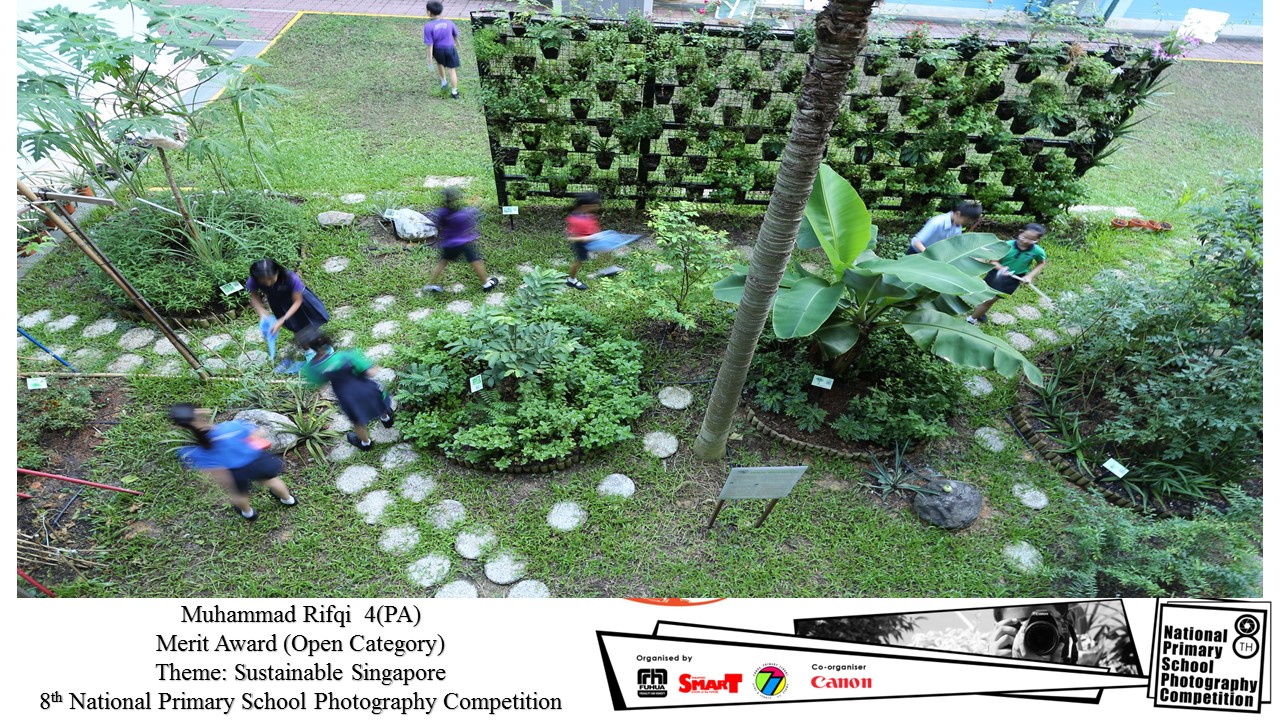 Muhammad Rifqi 4(PA)
Merit Award (Open Category)
Theme: Sustainable Singapore
8th National Primary School Photography Competition
Organised by
FUHUA
SMART
7
Co-organiser
Canon
National
Primary
School
Photography
Competition
8TH